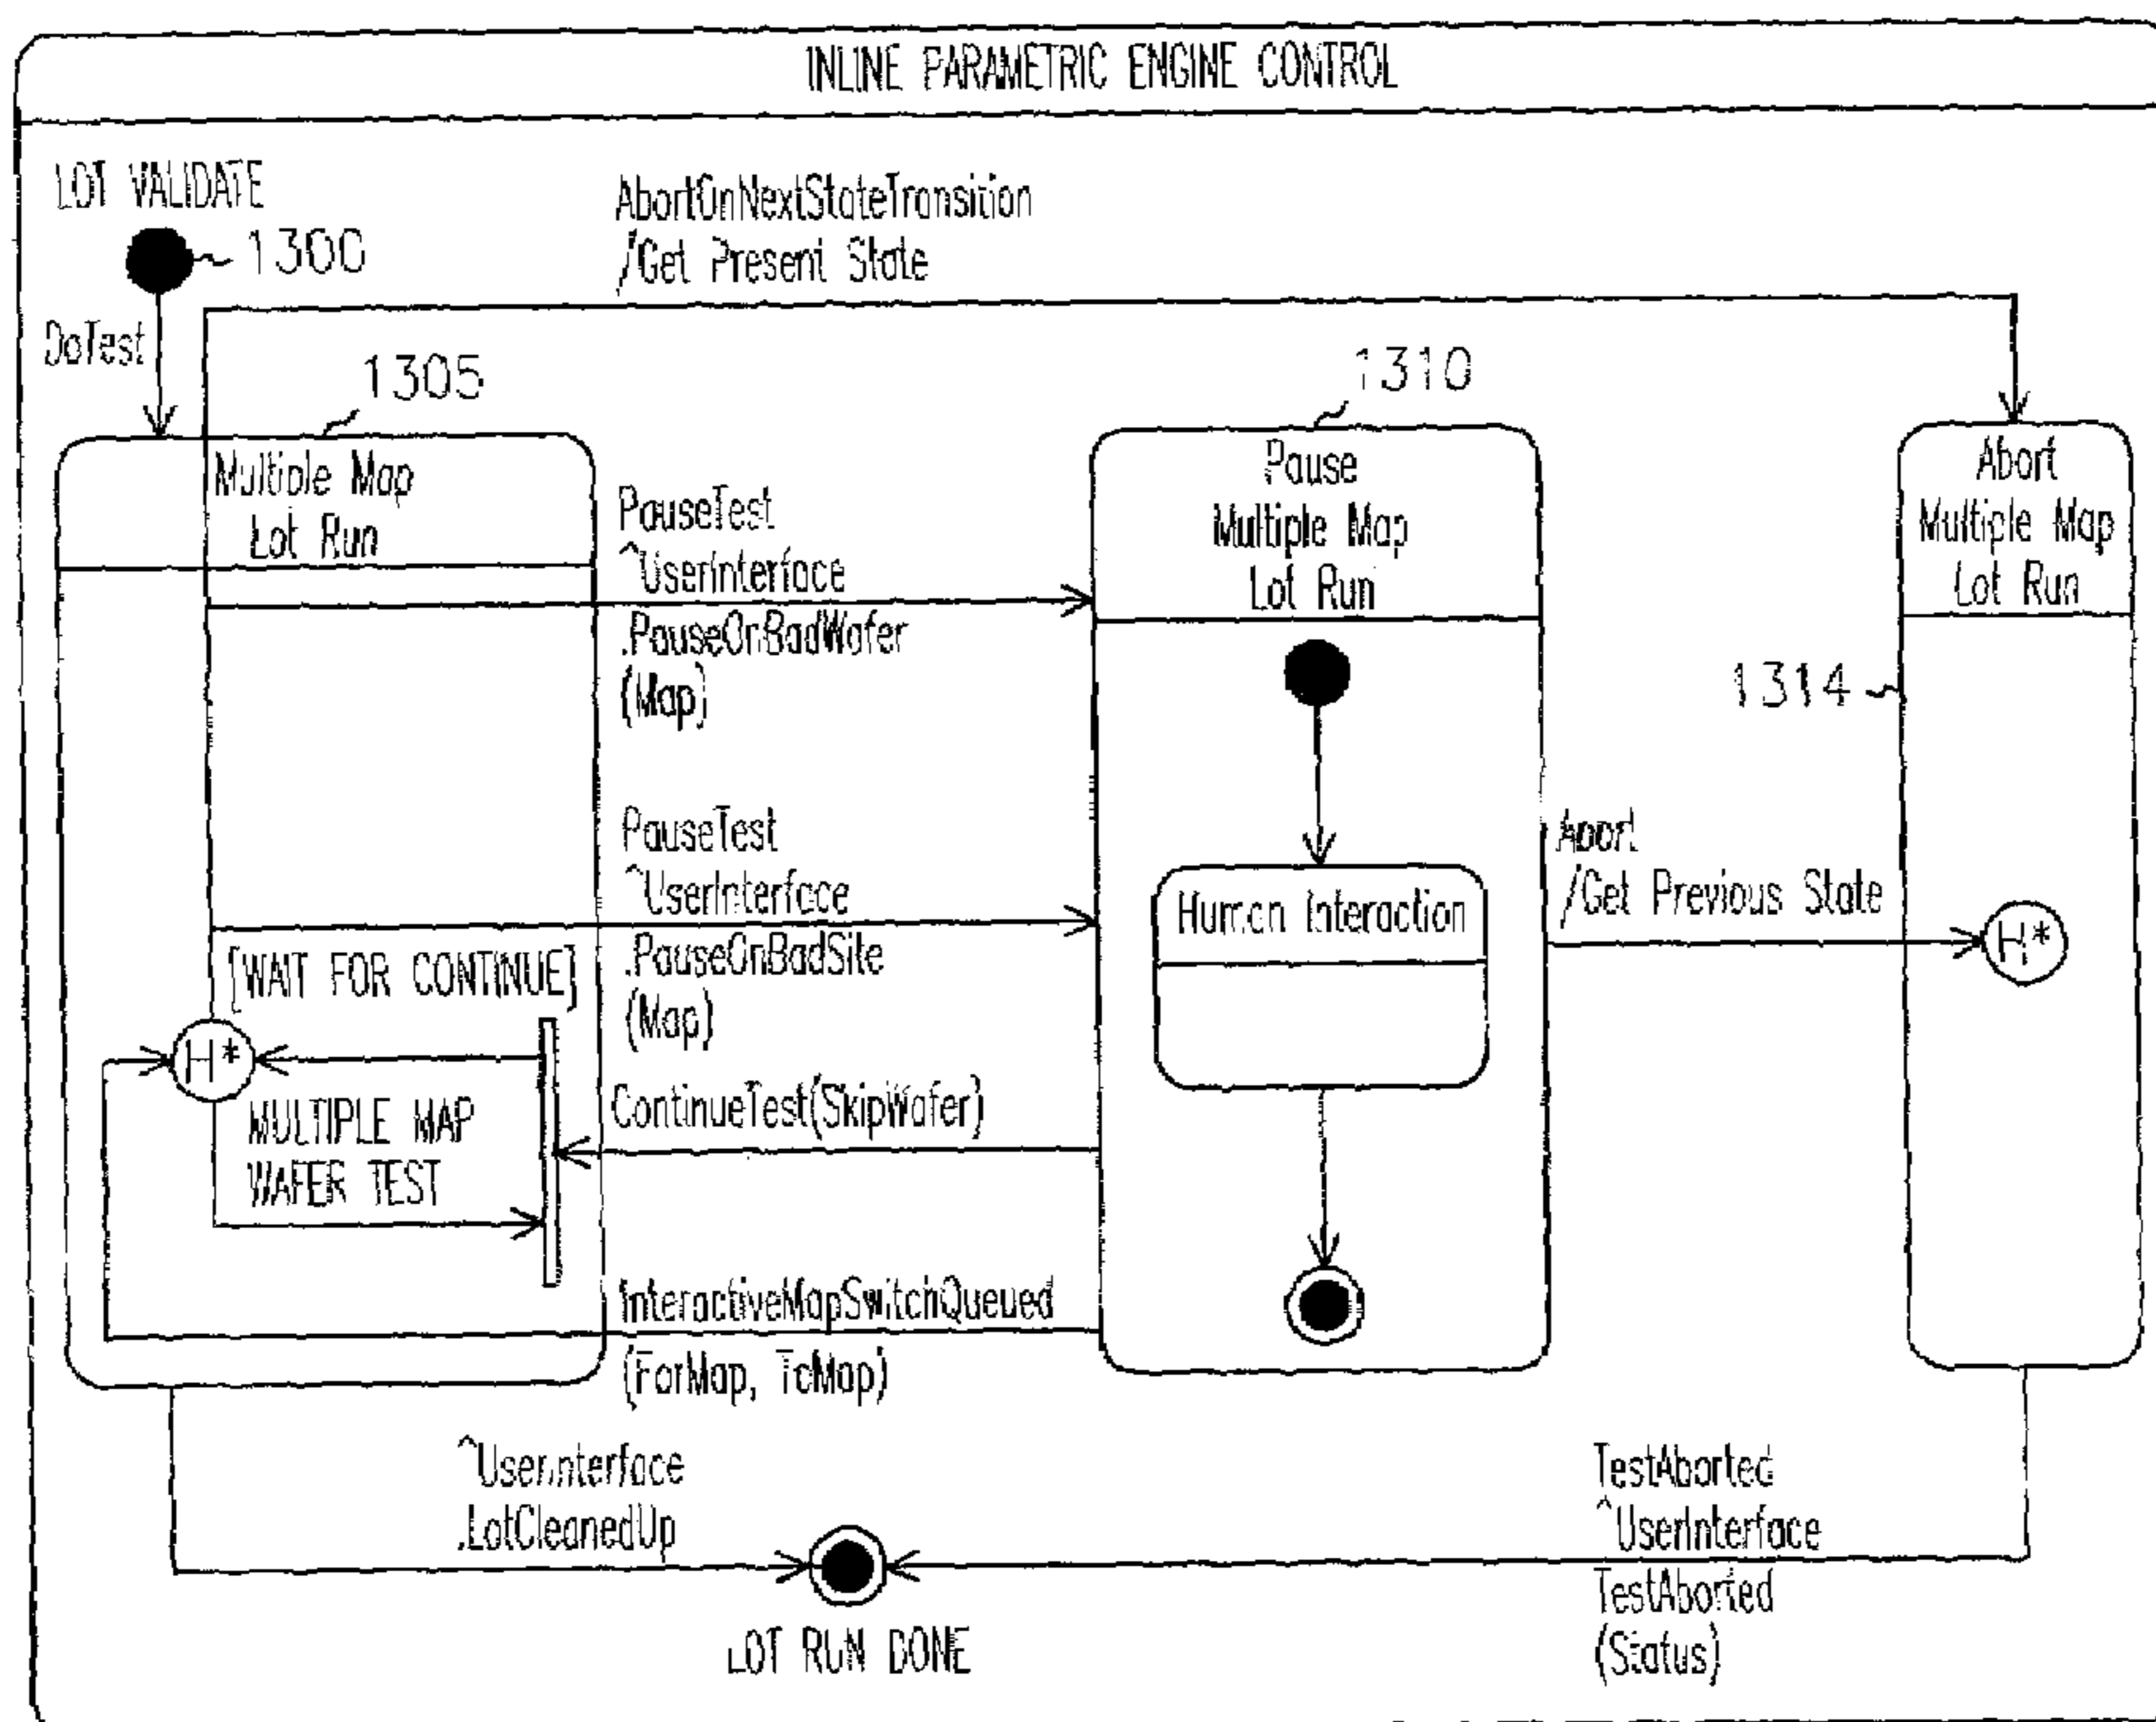 INLINE PARAMETRIC ENGINE CONTROL
LOT VALIDATE
1300
DoTest
AbortOnNextStateTransition
/Get Present State
1305
Multiple Map
Lot Run
PauseTest
^UserInterface
.PauseOnBadWafer
(Map)
PauseTest
^UserInterface
.PauseOnBadSite
(Map)
[WAIT FOR CONTINUE]
H*
MULTIPLE MAP
WAFER TEST
ContinueTest(SkipWafer)
InteractiveMapSwitchQueued
(ForMap, ToMap)
1310
Pause
Multiple Map
Lot Run
Human Interaction
Abort
/Get Previous State
Abort
Multiple Map
Lot Run
1314
H*
^UserInterface
.LotCleanedUp
LOT RUN DONE
TestAborted
^UserInterface
TestAborted
(Status)